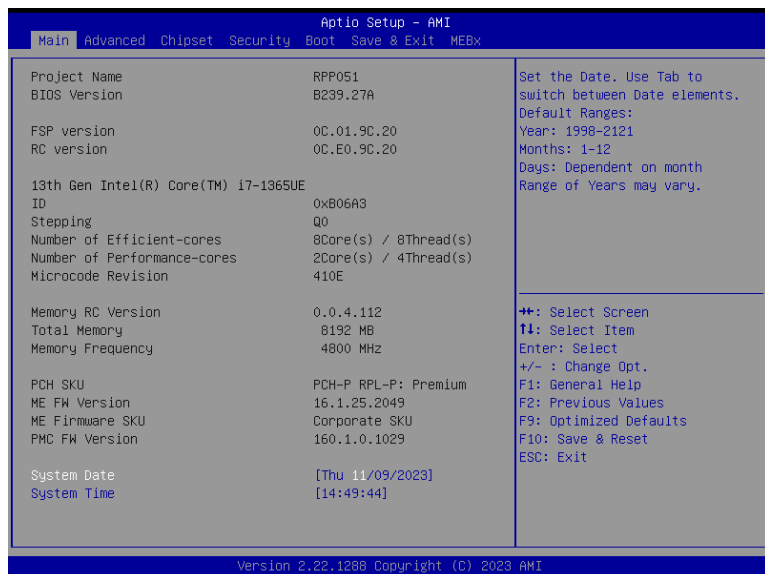 Aptio Setup – AMI
Main Advanced Chipset Security Boot Save & Exit MEBx
Project Name RPP051
BIOS Version B239.27A
FSP version 0C.01.9C.20
RC version 0C.E0.9C.20
13th Gen Intel(R) Core(TM) i7-1365UE
ID 0xB06A3
Stepping Q0
Number of Efficient-cores 8Core(s) / 8Thread(s)
Number of Performance-cores 2Core(s) / 4Thread(s)
Microcode Revision 410E
Memory RC Version 0.0.4.112
Total Memory 8192 MB
Memory Frequency 4800 MHz
PCH SKU PCH-P RPL-P: Premium
ME FW Version 16.1.25.2049
ME Firmware SKU Corporate SKU
PMC FW Version 160.1.0.1029
System Date [Thu 11/09/2023]
System Time [14:49:44]
Set the Date. Use Tab to
switch between Date elements.
Default Ranges:
Year: 1998-2121
Months: 1-12
Days: Dependent on month
Range of Years may vary.
→←: Select Screen
↑↓: Select Item
Enter: Select
+/- : Change Opt.
F1: General Help
F2: Previous Values
F9: Optimized Defaults
F10: Save & Reset
ESC: Exit
Version 2.22.1288 Copyright (C) 2023 AMI